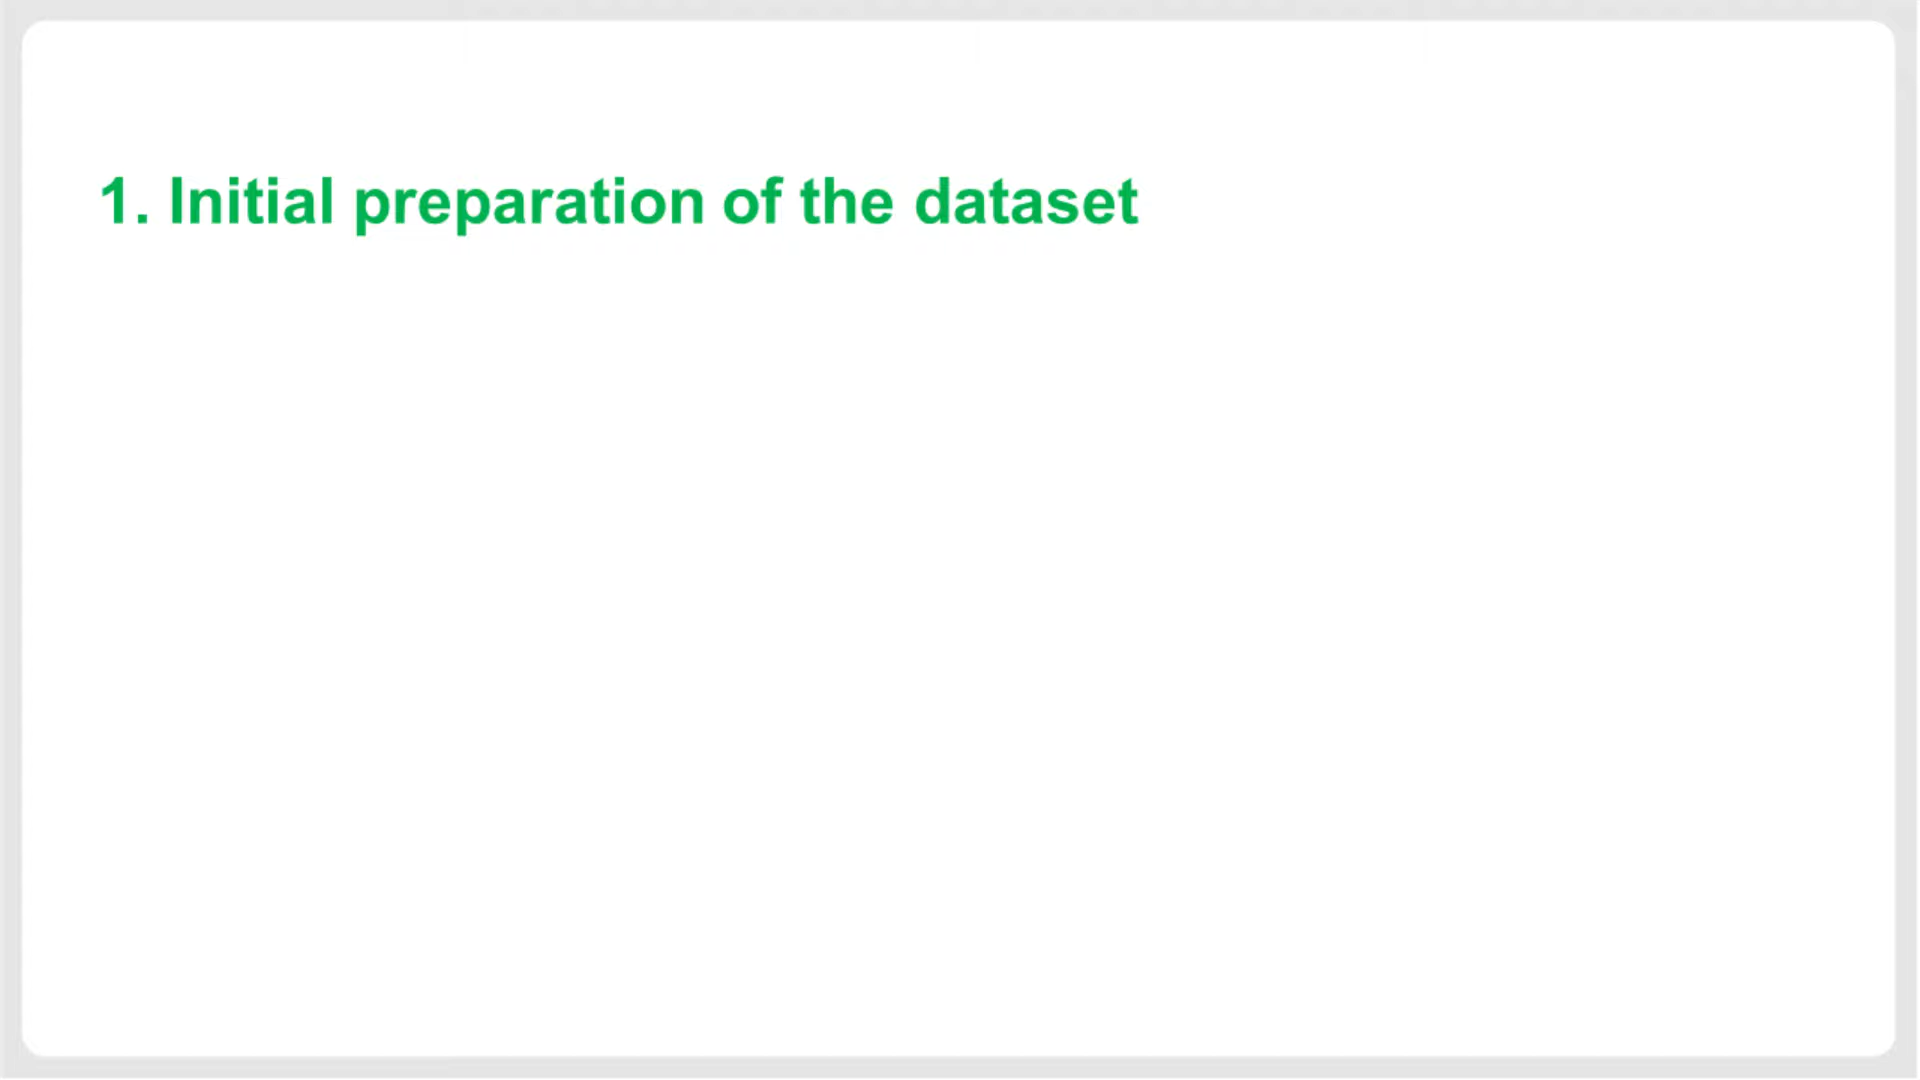 1. Initial preparation of the dataset